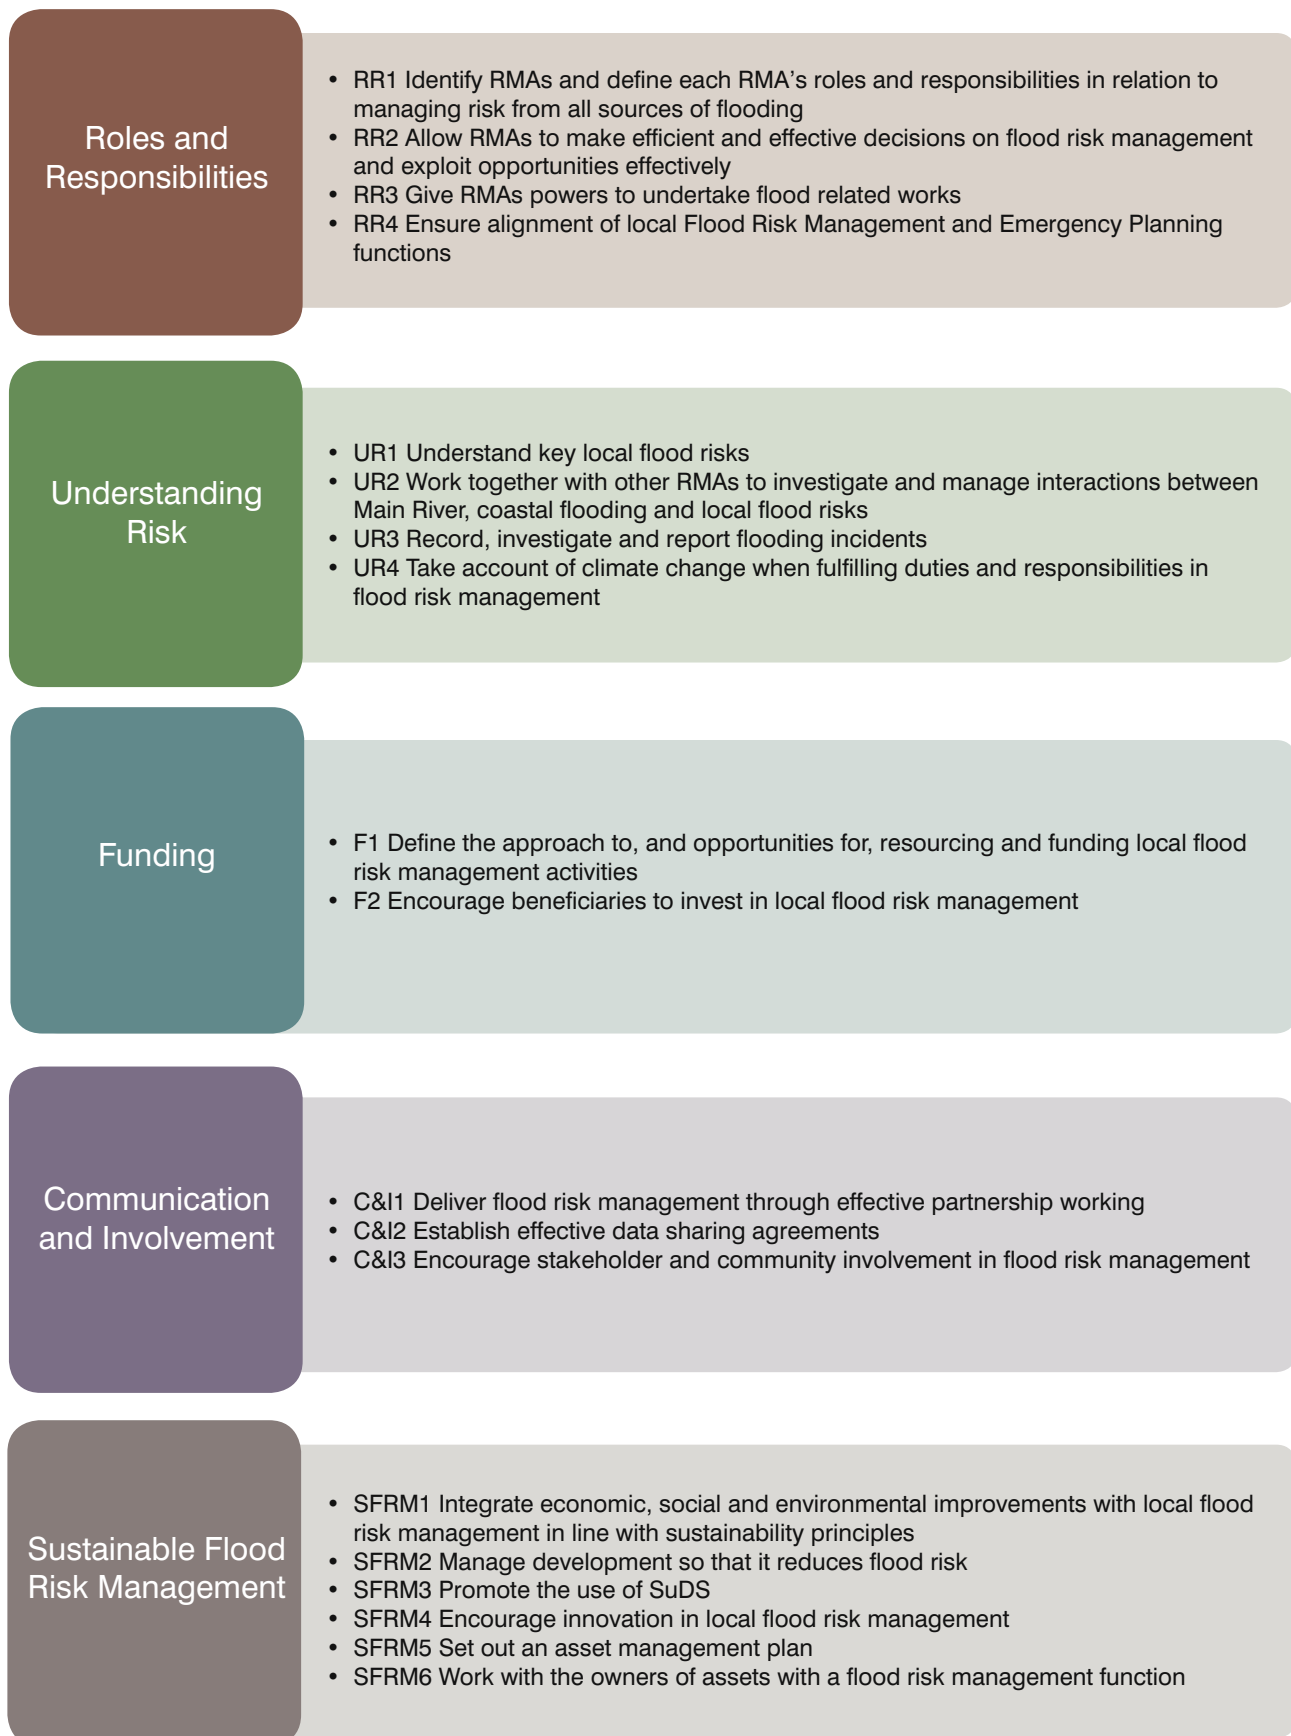 Roles and
Responsibilities
• RR1 Identify RMAs and define each RMA’s roles and responsibilities in relation to
managing risk from all sources of flooding
• RR2 Allow RMAs to make efficient and effective decisions on flood risk management
and exploit opportunities effectively
• RR3 Give RMAs powers to undertake flood related works
• RR4 Ensure alignment of local Flood Risk Management and Emergency Planning
functions
Understanding
Risk
• UR1 Understand key local flood risks
• UR2 Work together with other RMAs to investigate and manage interactions between
Main River, coastal flooding and local flood risks
• UR3 Record, investigate and report flooding incidents
• UR4 Take account of climate change when fulfilling duties and responsibilities in
flood risk management
Funding
• F1 Define the approach to, and opportunities for, resourcing and funding local flood
risk management activities
• F2 Encourage beneficiaries to invest in local flood risk management
Communication
and Involvement
• C&I1 Deliver flood risk management through effective partnership working
• C&I2 Establish effective data sharing agreements
• C&I3 Encourage stakeholder and community involvement in flood risk management
Sustainable Flood
Risk Management
• SFRM1 Integrate economic, social and environmental improvements with local flood
risk management in line with sustainability principles
• SFRM2 Manage development so that it reduces flood risk
• SFRM3 Promote the use of SuDS
• SFRM4 Encourage innovation in local flood risk management
• SFRM5 Set out an asset management plan
• SFRM6 Work with the owners of assets with a flood risk management function